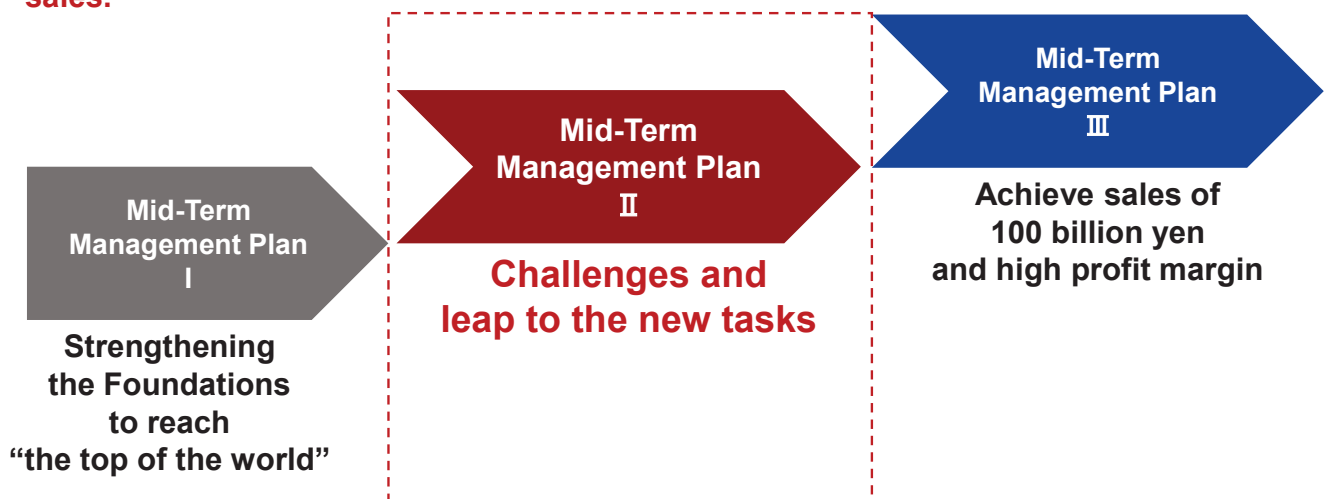 sales.
Mid-Term
Management Plan
Ⅰ
Strengthening
the Foundations
to reach
“the top of the world”
Mid-Term
Management Plan
Ⅱ
Challenges and
leap to the new tasks
Mid-Term
Management Plan
Ⅲ
Achieve sales of
100 billion yen
and high profit margin